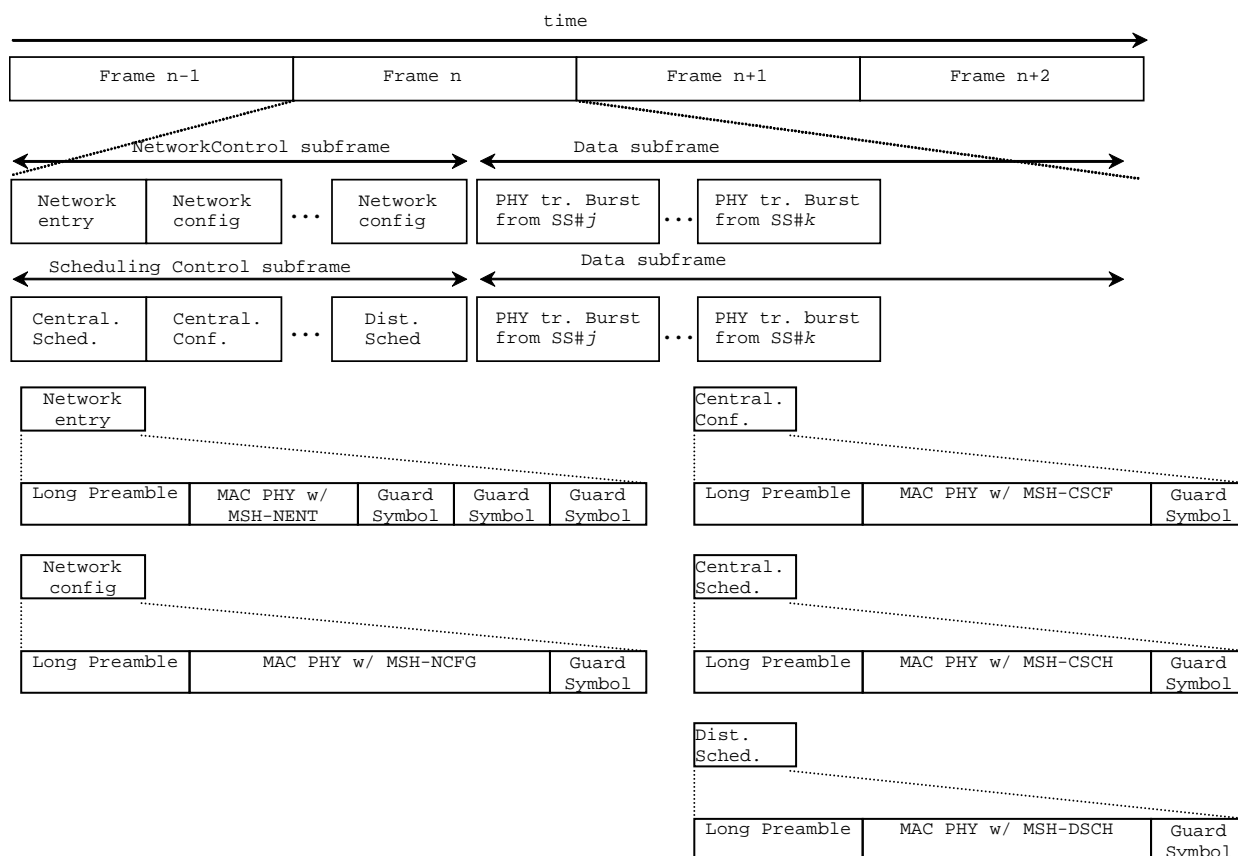 time
Frame n-1 Frame n Frame n+1 Frame n+2
NetworkControl subframe Data subframe
Network entry
Network config
...
Network config
PHY tr. Burst from SS#j
...
PHY tr. Burst from SS#k
Scheduling Control subframe Data subframe
Central. Sched.
Central. Conf.
...
Dist. Sched
PHY tr. Burst from SS#j
...
PHY tr. burst from SS#k
Network entry
Long Preamble
MAC PHY w/ MSH-NENT
Guard Symbol
Guard Symbol
Guard Symbol
Central. Conf.
Long Preamble
MAC PHY w/ MSH-CSCF
Guard Symbol
Network config
Long Preamble
MAC PHY w/ MSH-NCFG
Guard Symbol
Central. Sched.
Long Preamble
MAC PHY w/ MSH-CSCH
Guard Symbol
Dist. Sched.
Long Preamble
MAC PHY w/ MSH-DSCH
Guard Symbol